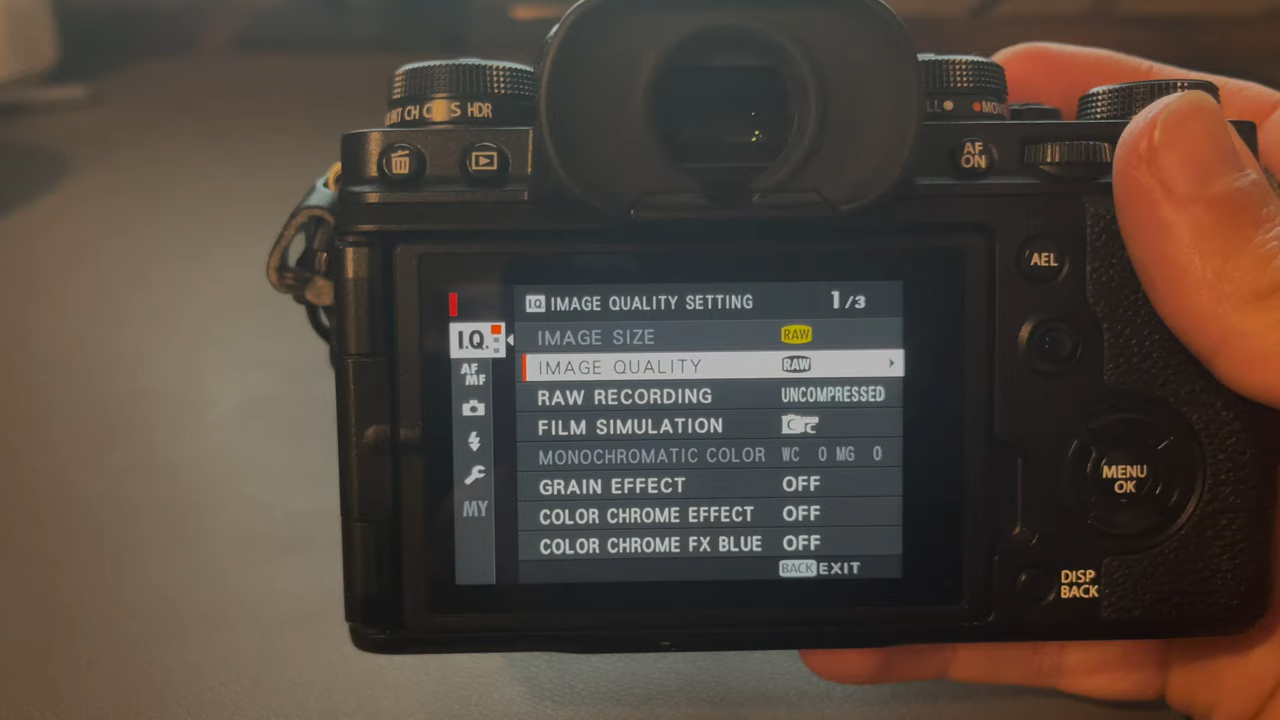 CH C S HDR
AF
ON
AEL
I.Q. IMAGE QUALITY SETTING 1/3
I.Q.
AF
MF
MY
IMAGE SIZE RAW
IMAGE QUALITY RAW
RAW RECORDING UNCOMPRESSED
FILM SIMULATION C
MONOCHROMATIC COLOR WC 0 MG 0
GRAIN EFFECT OFF
COLOR CHROME EFFECT OFF
COLOR CHROME FX BLUE OFF
BACK EXIT
MENU
OK
DISP
BACK